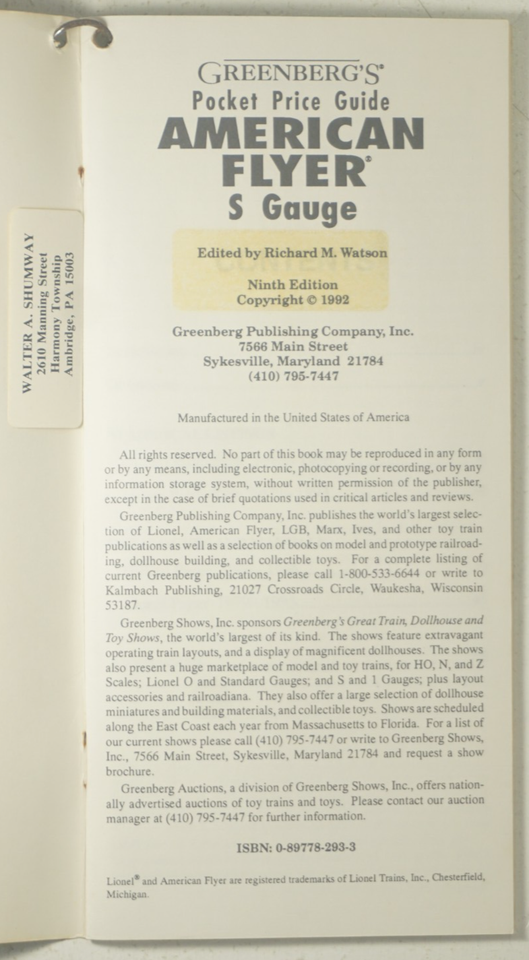 GREENBERG'S®
Pocket Price Guide
AMERICAN
FLYER®
S Gauge
Edited by Richard M. Watson
Ninth Edition
Copyright © 1992
Greenberg Publishing Company, Inc.
7566 Main Street
Sykesville, Maryland 21784
(410) 795-7447
Manufactured in the United States of America
All rights reserved. No part of this book may be reproduced in any form
or by any means, including electronic, photocopying or recording, or by any
information storage system, without written permission of the publisher,
except in the case of brief quotations used in critical articles and reviews.
Greenberg Publishing Company, Inc. publishes the world's largest selec-
tion of Lionel, American Flyer, LGB, Marx, Ives, and other toy train
publications as well as a selection of books on model and prototype railroad-
ing, dollhouse building, and collectible toys. For a complete listing of
current Greenberg publications, please call 1-800-533-6644 or write to
Kalmbach Publishing, 21027 Crossroads Circle, Waukesha, Wisconsin
53187.
Greenberg Shows, Inc. sponsors Greenberg's Great Train, Dollhouse and
Toy Shows, the world's largest of its kind. The shows feature extravagant
operating train layouts, and a display of magnificent dollhouses. The shows
also present a huge marketplace of model and toy trains, for HO, N, and Z
Scales; Lionel O and Standard Gauges; and S and 1 Gauges; plus layout
accessories and railroadiana. They also offer a large selection of dollhouse
miniatures and building materials, and collectible toys. Shows are scheduled
along the East Coast each year from Massachusetts to Florida. For a list of
our current shows please call (410) 795-7447 or write to Greenberg Shows,
Inc., 7566 Main Street, Sykesville, Maryland 21784 and request a show
brochure.
Greenberg Auctions, a division of Greenberg Shows, Inc., offers nation-
ally advertised auctions of toy trains and toys. Please contact our auction
manager at (410) 795-7447 for further information.
ISBN: 0-89778-293-3
Lionel® and American Flyer are registered trademarks of Lionel Trains, Inc., Chesterfield,
Michigan.
WALTER A. SHUMWAY
2610 Manning Street
Harmony Township
Ambridge, PA 15003